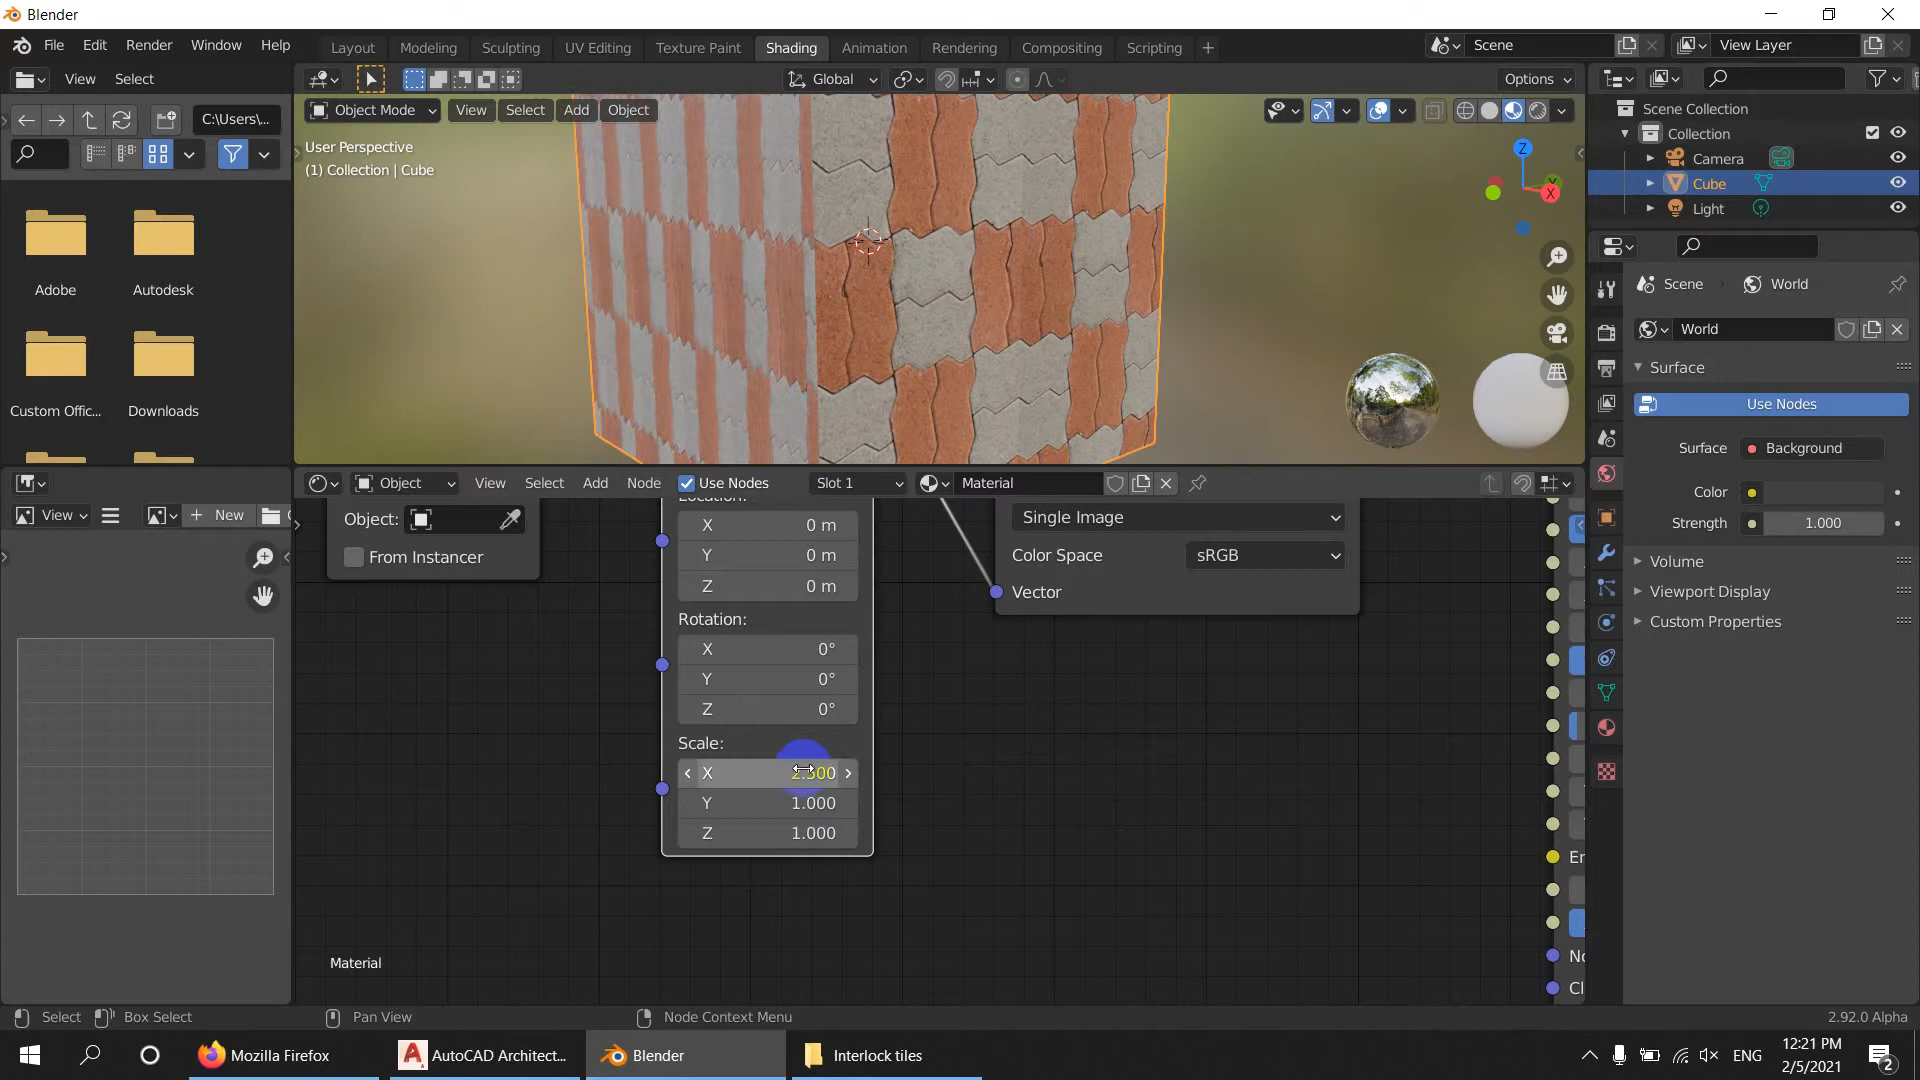 Blender
File Edit Render Window Help
Layout Modeling Sculpting UV Editing Texture Paint Shading Animation Rendering Compositing Scripting
Scene
View Layer
View Select
Global
Options
C:\Users\...
Object Mode View Select Add Object
User Perspective
(1) Collection | Cube
Z
X
Scene Collection
Collection
Camera
Cube
Light
Adobe
Autodesk
Custom Offic...
Downloads
Scene
World
World
Surface
Use Nodes
Surface
Background
Color
Strength
1.000
Volume
Viewport Display
Custom Properties
Object View Select Add Node Use Nodes Slot 1 Material
View
New
Object:
From Instancer
Location:
X 0 m
Y 0 m
Z 0 m
Rotation:
X 0°
Y 0°
Z 0°
Scale:
X 2.500
Y 1.000
Z 1.000
Single Image
Color Space
sRGB
Vector
Material
Select
Box Select
Pan View
Node Context Menu
2.92.0 Alpha
Mozilla Firefox
AutoCAD Architect...
Blender
Interlock tiles
ENG
12:21 PM
2/5/2021
2